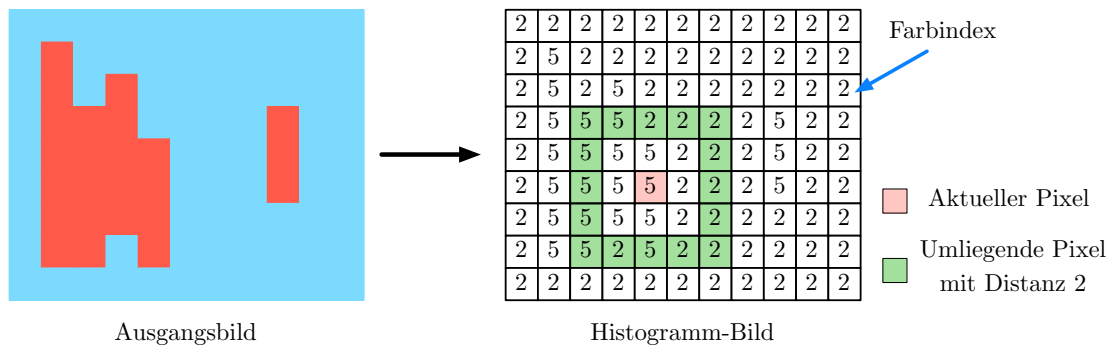 2 2 2 2 2 2 2 2 2 2 2
Farbindex
2 5 2 2 2 2 2 2 2 2 2
2 5 2 5 2 2 2 2 2 2 2
2 5 5 5 2 2 2 2 5 2 2
2 5 5 5 5 2 2 2 5 2 2
2 5 5 5 5 2 2 2 5 2 2
Aktueller Pixel
2 5 5 5 5 2 2 2 2 2 2
2 5 5 2 5 2 2 2 2 2 2
Umliegende Pixel
mit Distanz 2
2 2 2 2 2 2 2 2 2 2 2
Ausgangsbild
Histogramm-Bild